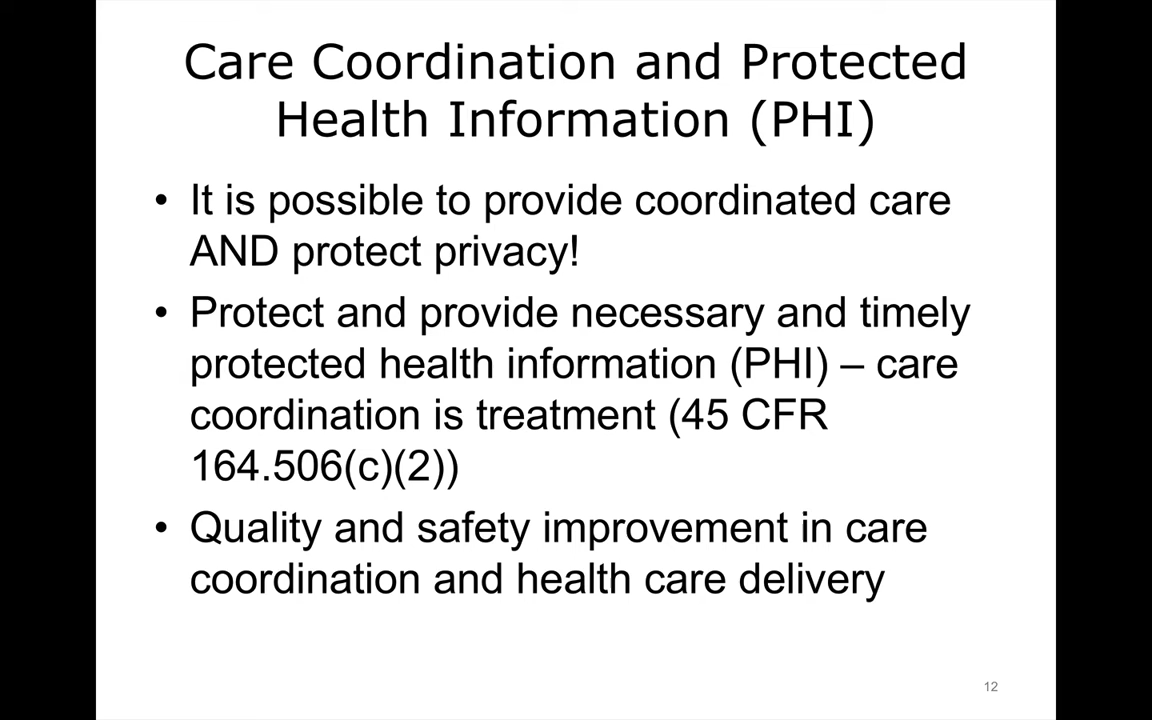 Care Coordination and Protected
Health Information (PHI)
• It is possible to provide coordinated care
AND protect privacy!
• Protect and provide necessary and timely
protected health information (PHI) – care
coordination is treatment (45 CFR
164.506(c)(2))
• Quality and safety improvement in care
coordination and health care delivery
12